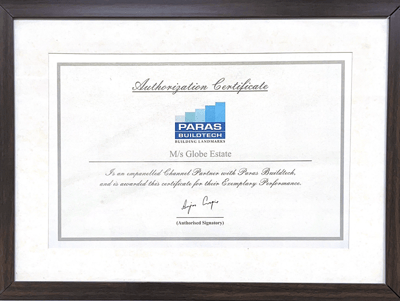 Authorization Certificate
PARAS
BUILDTECH
BUILDING LANDMARKS
M/s Globe Estate
Is an empanelled Channel Partner with Paras Buildtech,
and is awarded this certificate for their Exemplary Performance.
(Authorised Signatory)